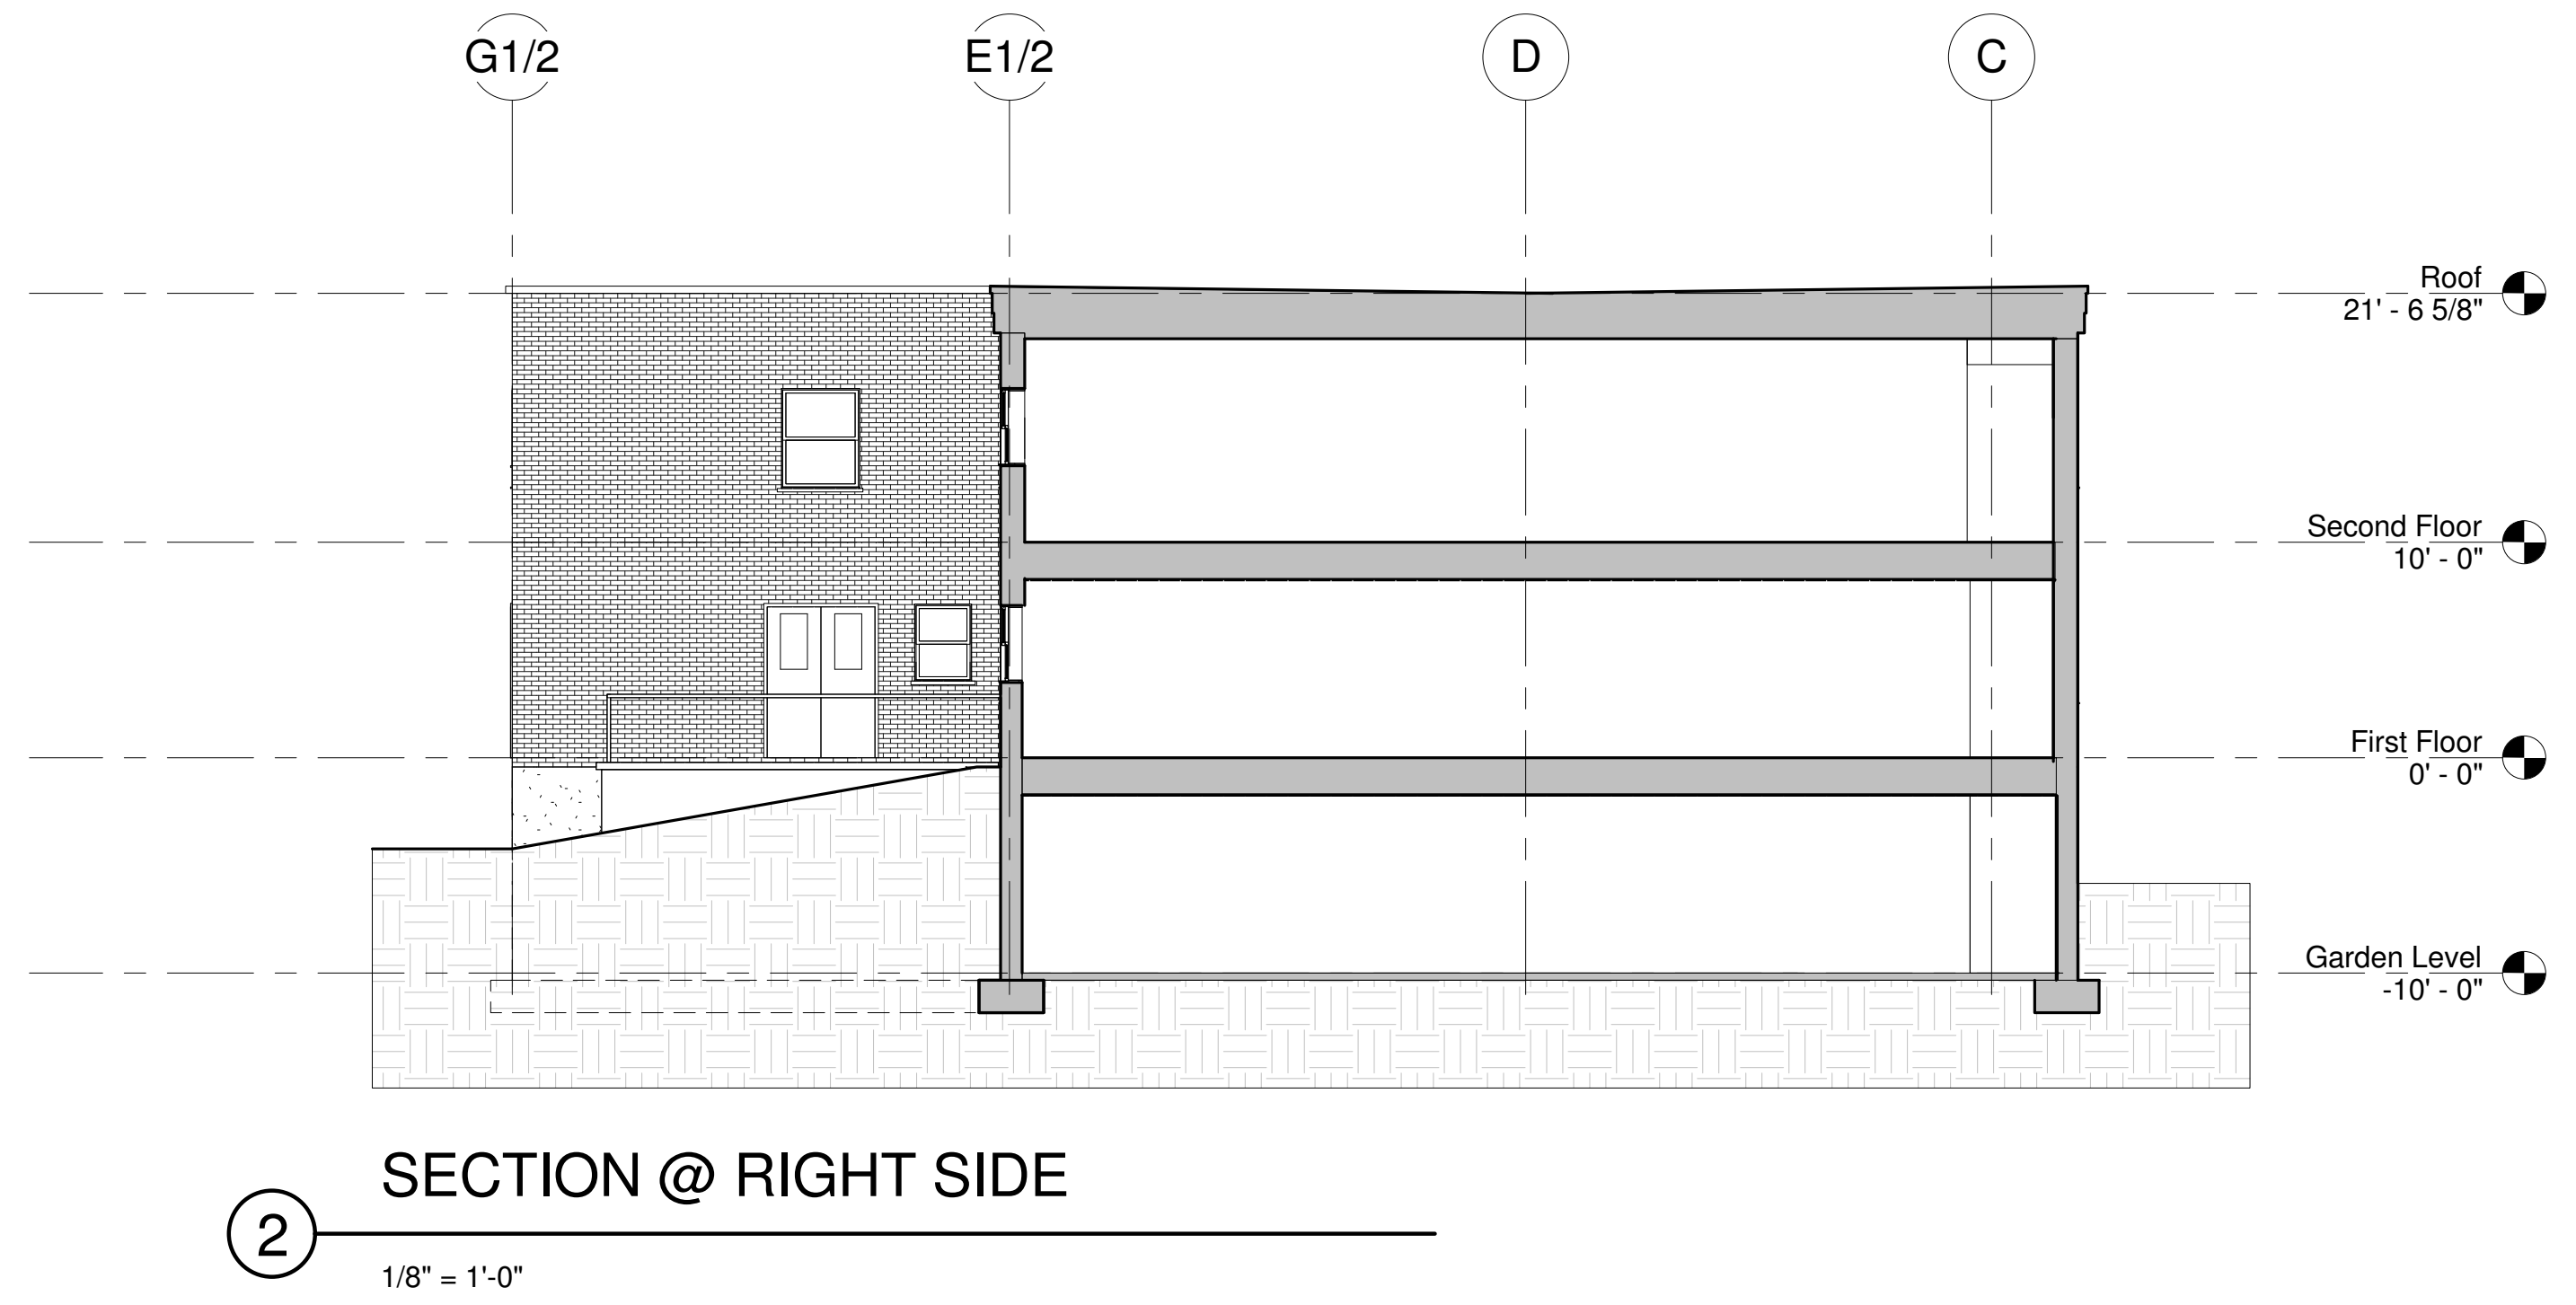 G1/2
E1/2
D
C
Roof
21' - 6 5/8"
Second Floor
10' - 0"
First Floor
0' - 0"
Garden Level
-10' - 0"
SECTION @ RIGHT SIDE
2
1/8" = 1'-0"